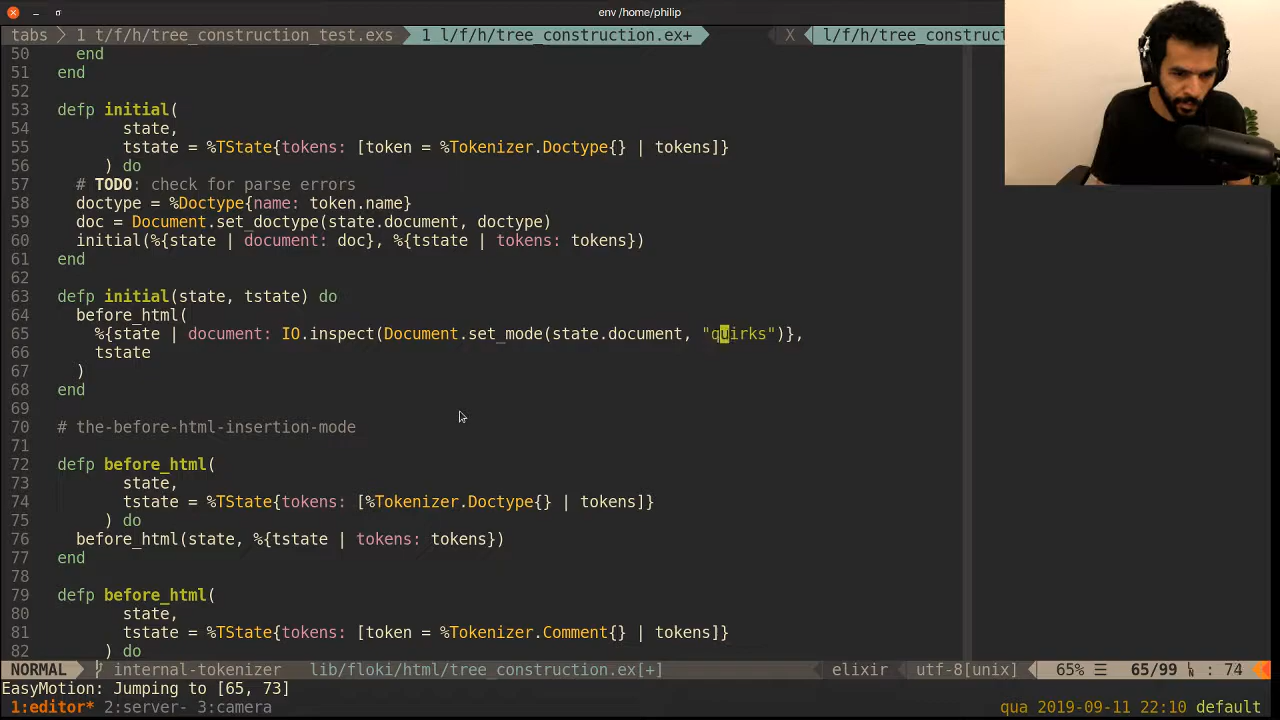 env /home/philip
tabs 1 t/f/h/tree_construction_test.exs 1 l/f/h/tree_construction.ex+ X l/f/h/tree_construct
50 end
51 end
52
53 defp initial(
54 state,
55 tstate = %TState{tokens: [token = %Tokenizer.Doctype{} | tokens]}
56 ) do
57 # TODO: check for parse errors
58 doctype = %Doctype{name: token.name}
59 doc = Document.set_doctype(state.document, doctype)
60 initial(%{state | document: doc}, %{tstate | tokens: tokens})
61 end
62
63 defp initial(state, tstate) do
64 before_html(
65 %{state | document: IO.inspect(Document.set_mode(state.document, "quirks")},
66 tstate
67 )
68 end
69
70 # the-before-html-insertion-mode
71
72 defp before_html(
73 state,
74 tstate = %TState{tokens: [%Tokenizer.Doctype{} | tokens]}
75 ) do
76 before_html(state, %{tstate | tokens: tokens})
77 end
78
79 defp before_html(
80 state,
81 tstate = %TState{tokens: [token = %Tokenizer.Comment{} | tokens]}
82 ) do
NORMAL internal-tokenizer lib/floki/html/tree_construction.ex[+] elixir utf-8[unix] 65% ☰ 65/99 : 74
EasyMotion: Jumping to [65, 73]
1:editor* 2:server- 3:camera qua 2019-09-11 22:10 default